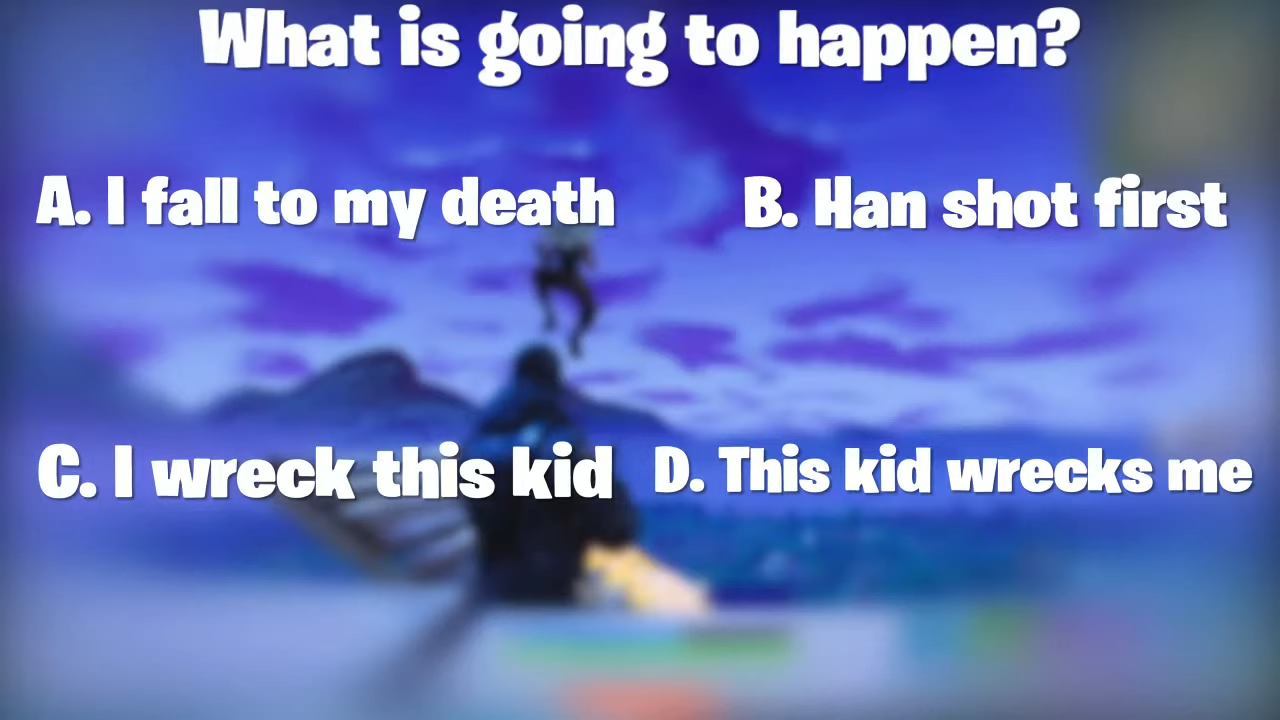 What is going to happen?
A. I fall to my death
B. Han shot first
C. I wreck this kid
D. This kid wrecks me